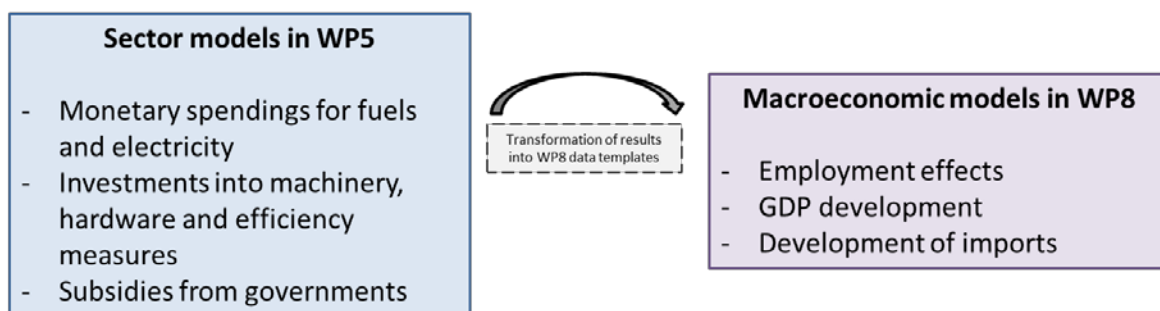 Sector models in WP5
- Monetary spendings for fuels
and electricity
- Investments into machinery,
hardware and efficiency
measures
- Subsidies from governments
Transformation of results
into WP8 data templates
Macroeconomic models in WP8
- Employment effects
- GDP development
- Development of imports